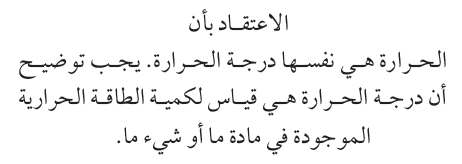 الاعتقاد بأن
الحرارة هي نفسها درجة الحرارة. يجب توضيح
أن درجة الحرارة هي قياس لكمية الطاقة الحرارية
الموجودة في مادة ما أو شيء ما.